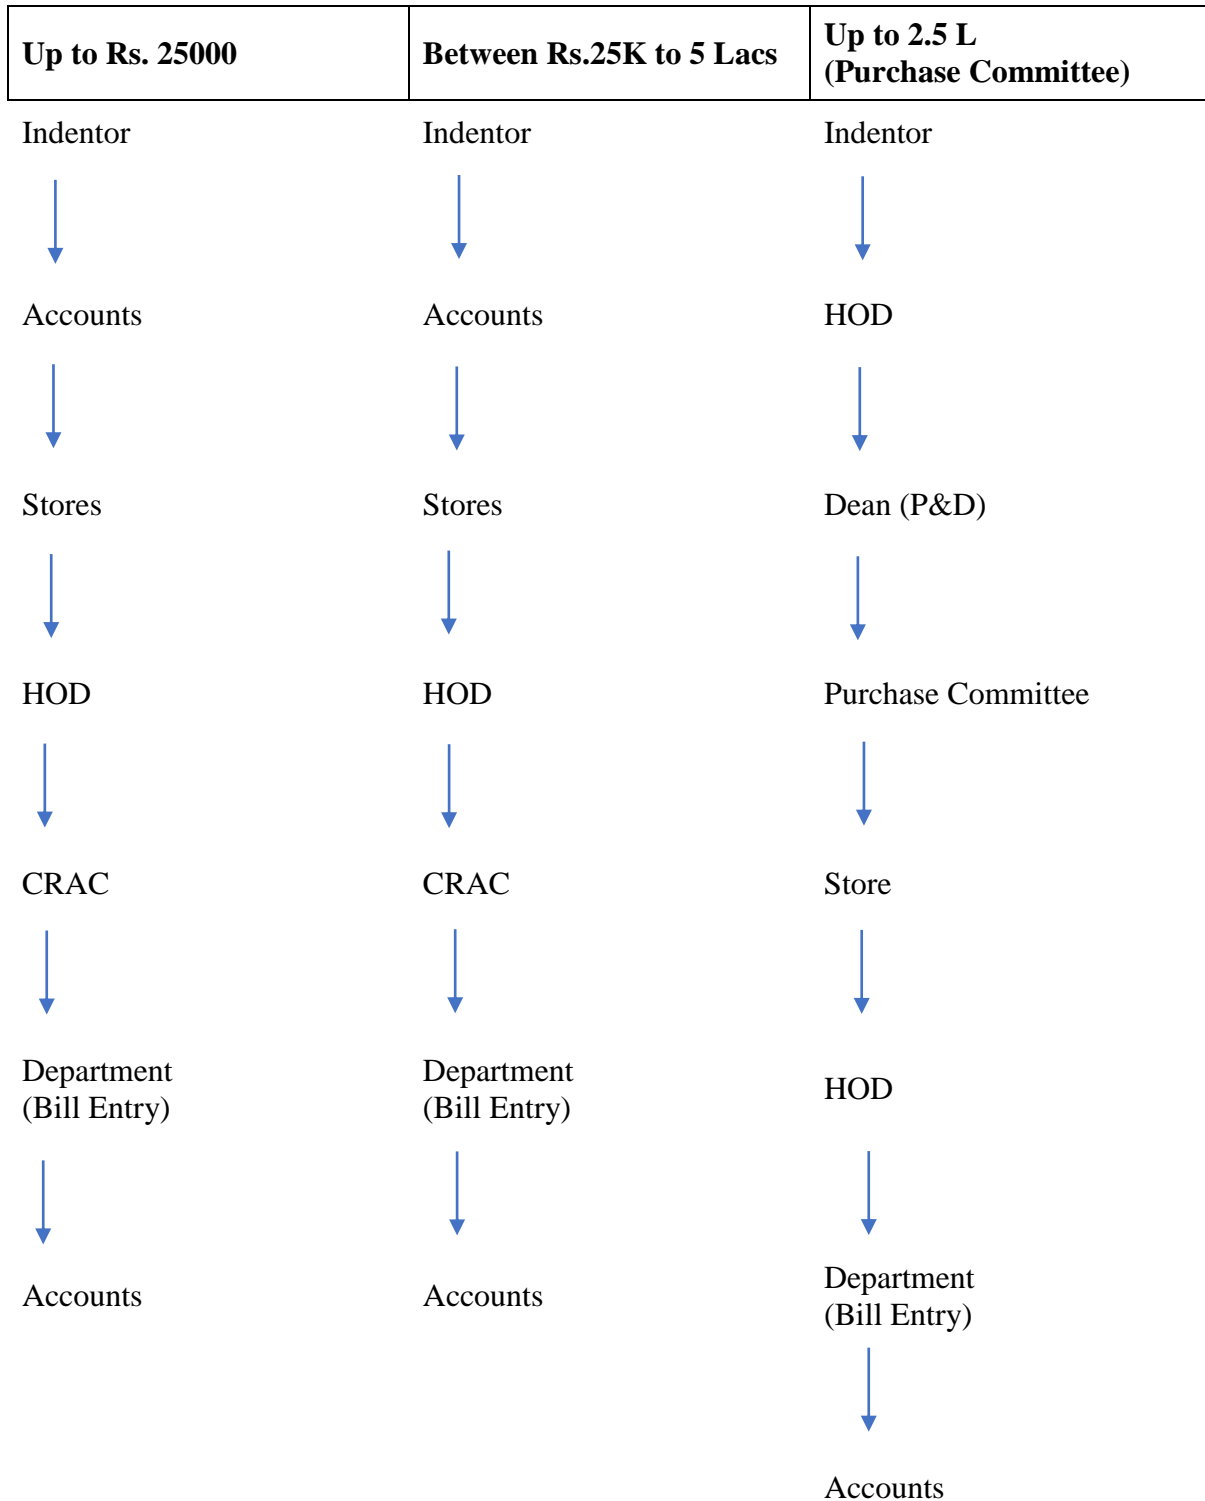 Up to Rs. 25000
Between Rs.25K to 5 Lacs
Up to 2.5 L
(Purchase Committee)
Indentor
Indentor
Indentor
Accounts
Accounts
HOD
Stores
Stores
Dean (P&D)
HOD
HOD
Purchase Committee
CRAC
CRAC
Store
Department
(Bill Entry)
Department
(Bill Entry)
HOD
Accounts
Accounts
Department
(Bill Entry)
Accounts